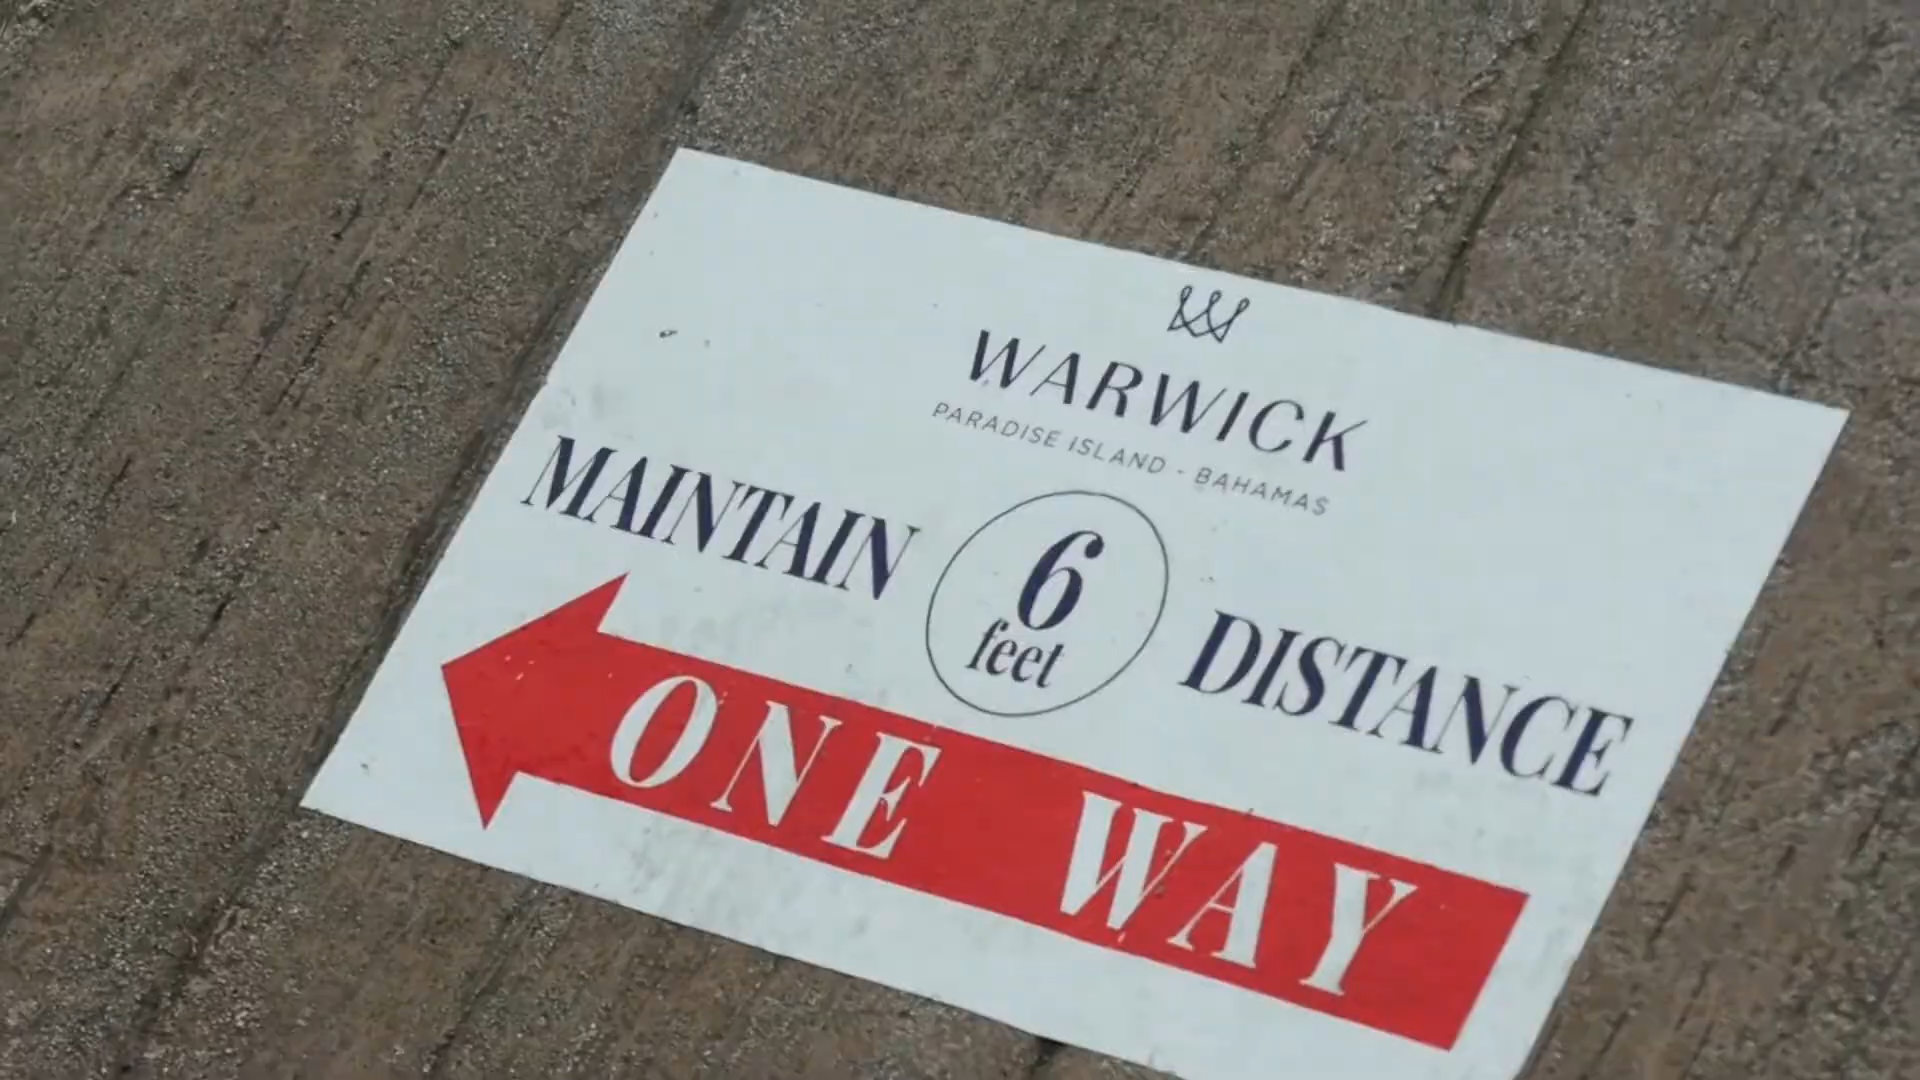 WARWICK
PARADISE ISLAND - BAHAMAS
MAINTAIN 6 feet DISTANCE
ONE WAY